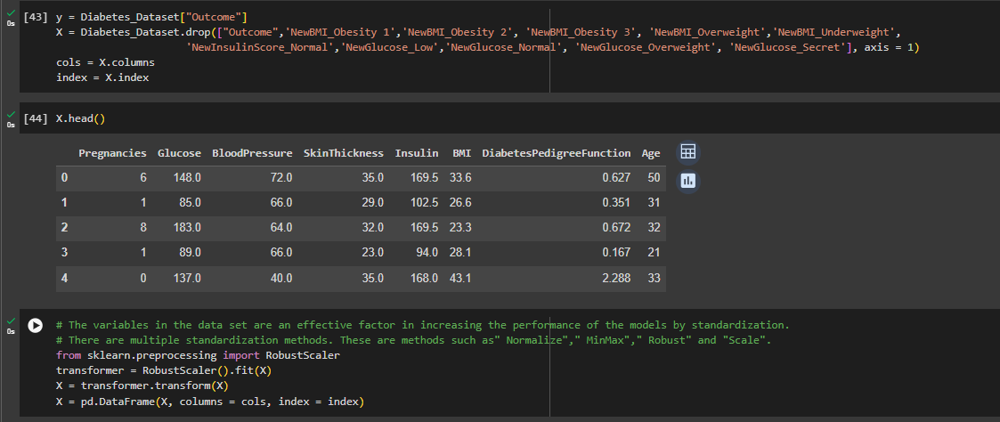 [43] y = Diabetes_Dataset["Outcome"]
X = Diabetes_Dataset.drop(["Outcome",'NewBMI_Obesity 1','NewBMI_Obesity 2', 'NewBMI_Obesity 3', 'NewBMI_Overweight','NewBMI_Underweight',
'NewInsulinScore_Normal','NewGlucose_Low','NewGlucose_Normal', 'NewGlucose_Overweight', 'NewGlucose_Secret'], axis = 1)
0s
cols = X.columns
index = X.index
[44] X.head()
0s
Pregnancies Glucose BloodPressure SkinThickness Insulin BMI DiabetesPedigreeFunction Age
0 6 148.0 72.0 35.0 169.5 33.6 0.627 50
1 1 85.0 66.0 29.0 102.5 26.6 0.351 31
2 8 183.0 64.0 32.0 169.5 23.3 0.672 32
3 1 89.0 66.0 23.0 94.0 28.1 0.167 21
4 0 137.0 40.0 35.0 168.0 43.1 2.288 33
# The variables in the data set are an effective factor in increasing the performance of the models by standardization.
0s
# There are multiple standardization methods. These are methods such as" Normalize"," MinMax"," Robust" and "Scale".
from sklearn.preprocessing import RobustScaler
transformer = RobustScaler().fit(X)
X = transformer.transform(X)
X = pd.DataFrame(X, columns = cols, index = index)